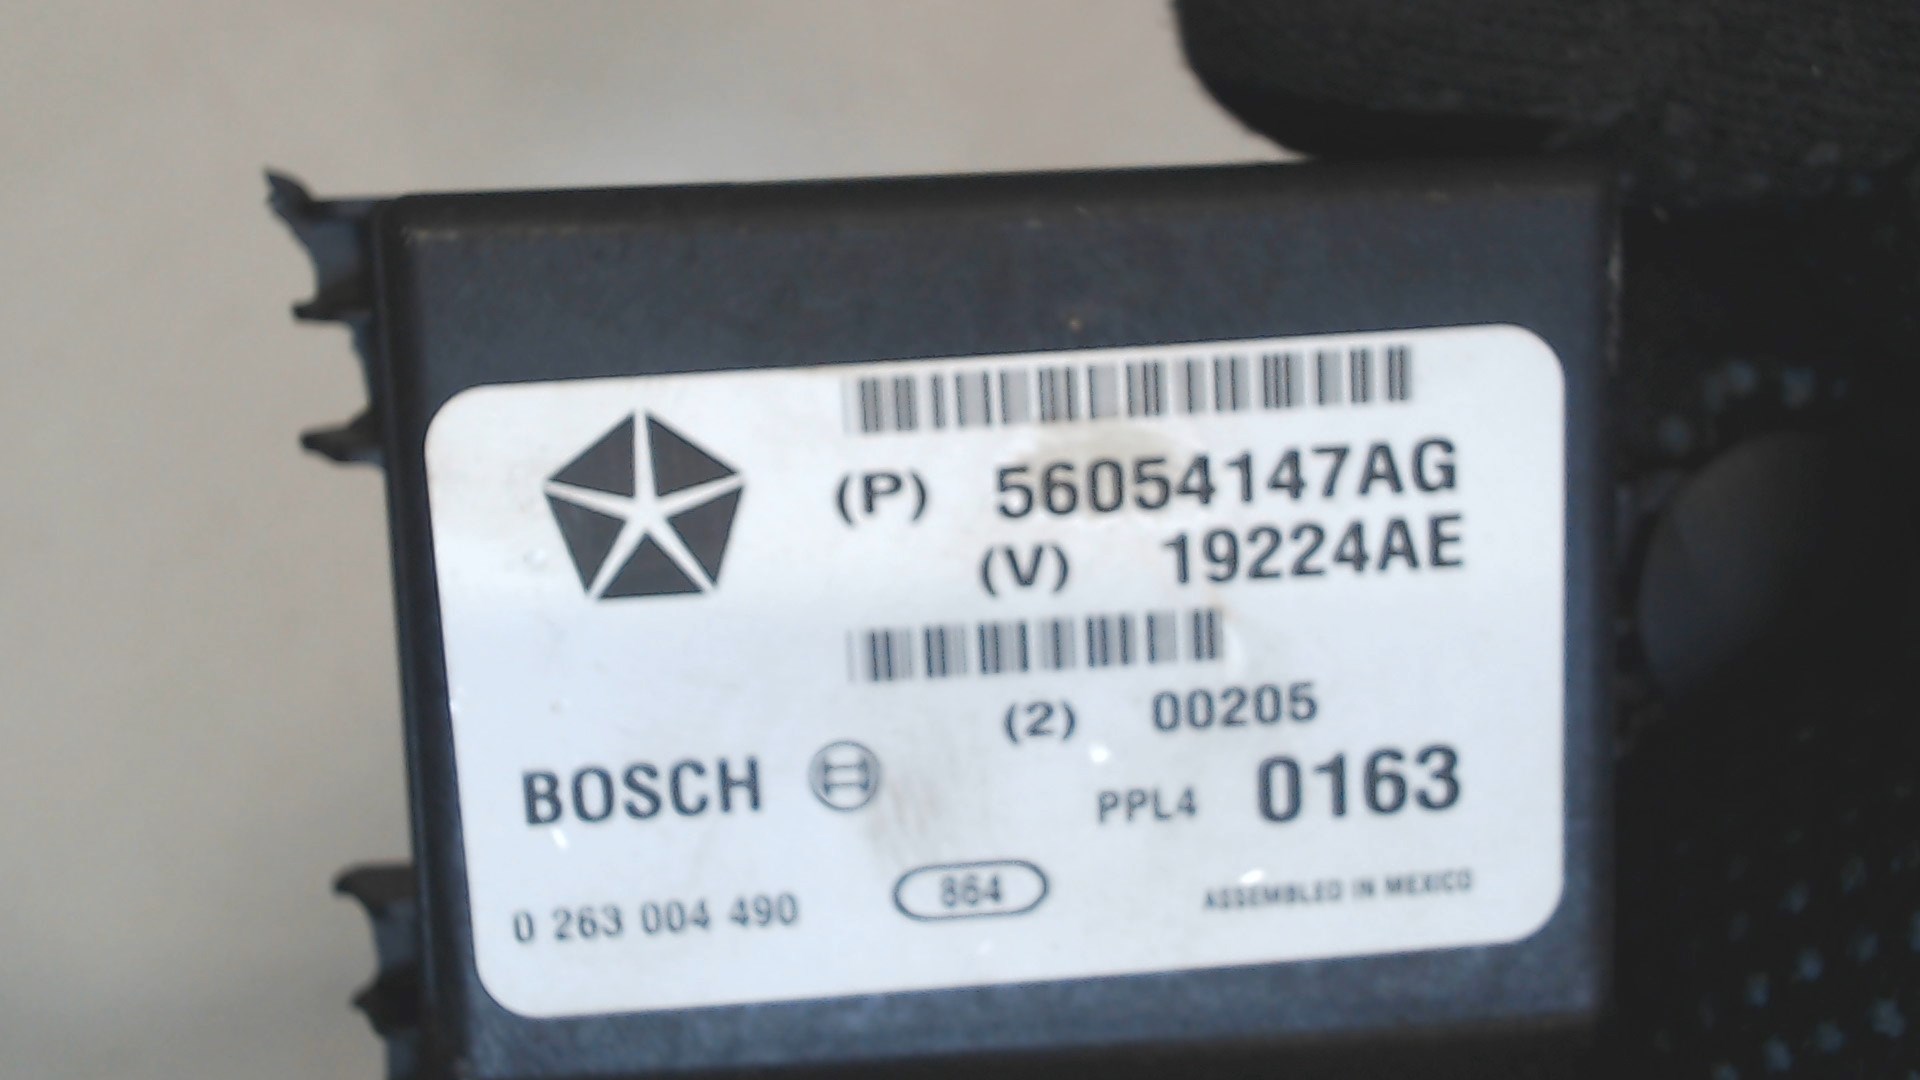 (P) 56054147AG
(V) 19224AE
(2) 00205
BOSCH
PPL4 0163
0 263 004 490
864
ASSEMBLED IN MEXICO